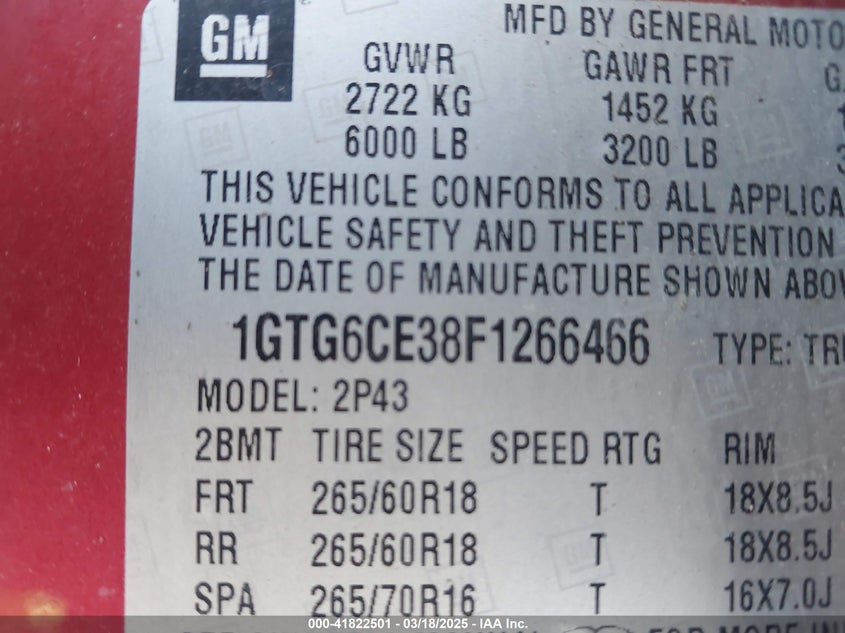 GM
MFD BY GENERAL MOTO
GVWR GAWR FRT
2722 KG 1452 KG
6000 LB 3200 LB
THIS VEHICLE CONFORMS TO ALL APPLICA
VEHICLE SAFETY AND THEFT PREVENTION
THE DATE OF MANUFACTURE SHOWN ABOV
1GTG6CE38F1266466 TYPE: TRU
MODEL: 2P43
2BMT TIRE SIZE SPEED RTG RIM
FRT 265/60R18 T 18X8.5J
RR 265/60R18 T 18X8.5J
SPA 265/70R16 T 16X7.0J
000-41822501 - 03/18/2025 - IAA Inc.